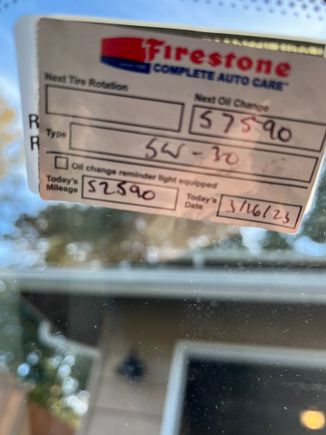 Firestone
COMPLETE AUTO CARE
Next Tire Rotation
Next Oil Change
57590
Type
5W-30
Oil change reminder light equipped
Today's Mileage
52590
Today's Date
3/16/23